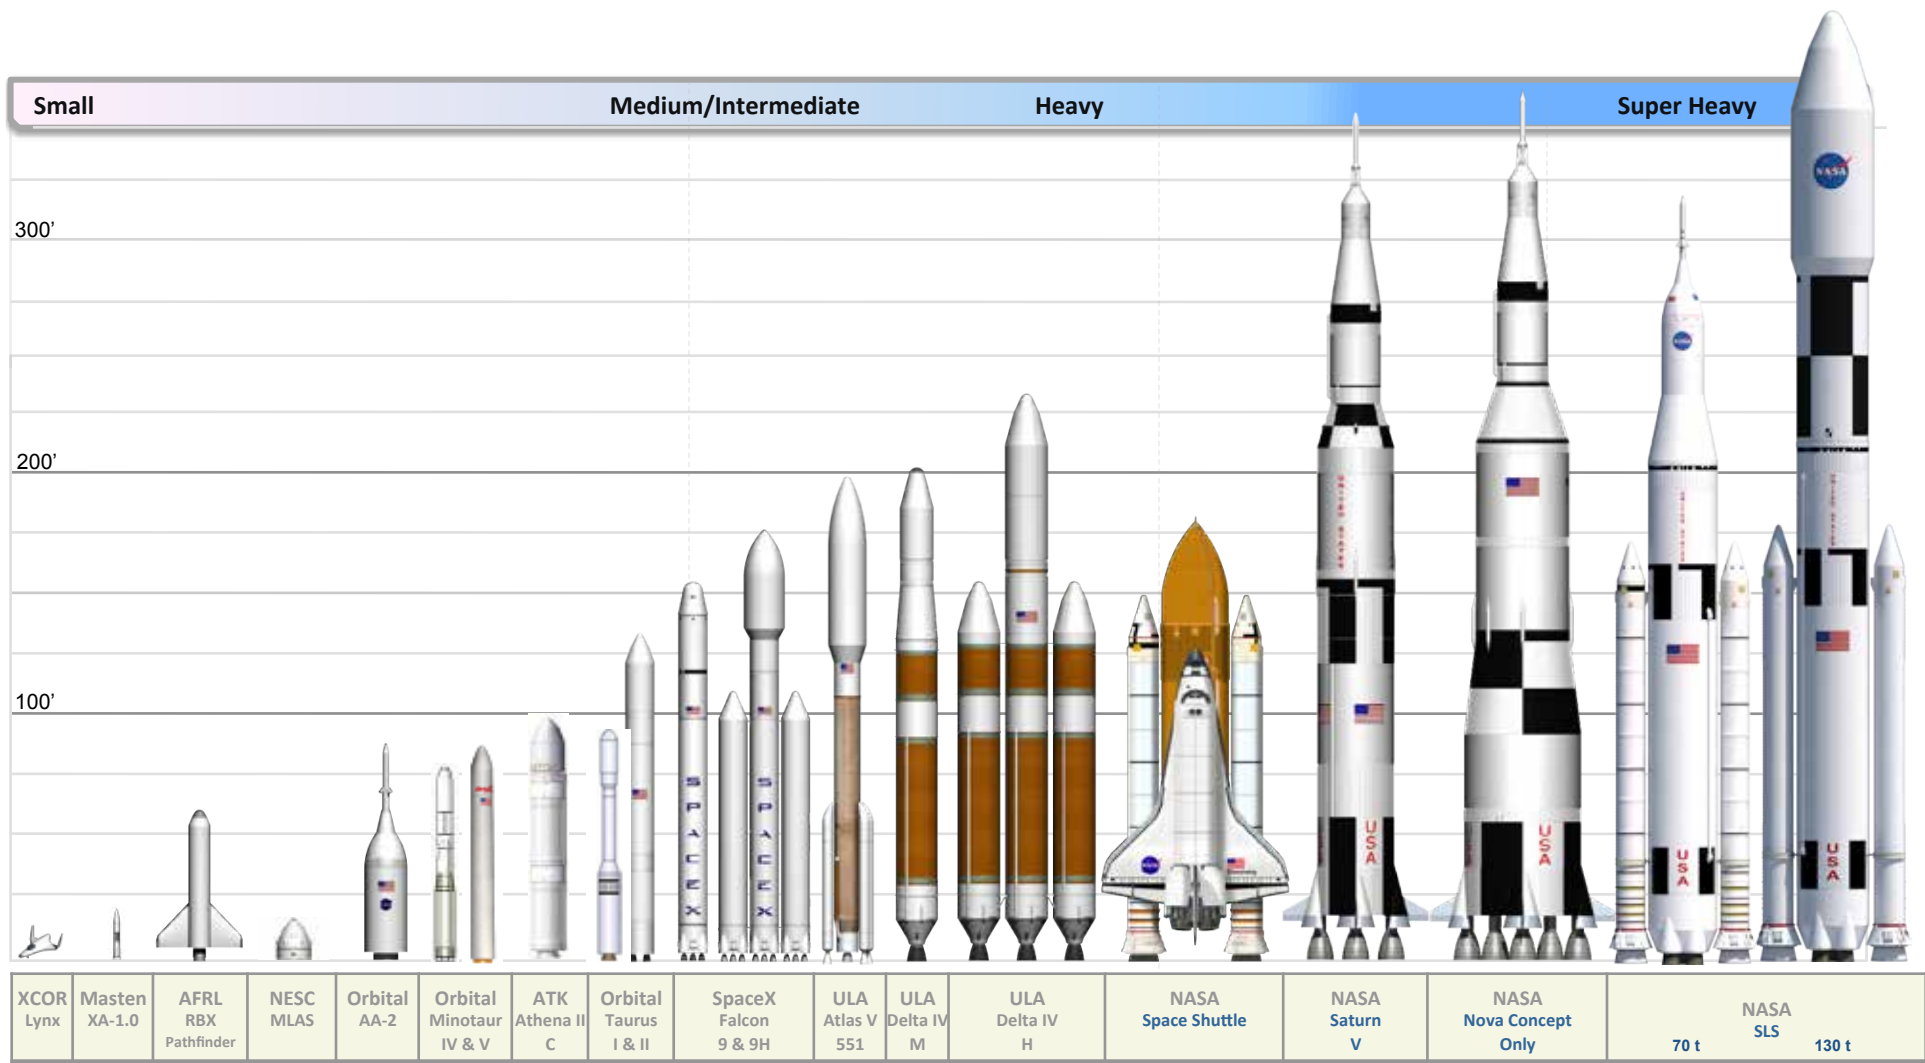 Small
Medium/Intermediate
Heavy
Super Heavy
300’
200’
100’
NASA
NASA
USA
USA
USA
USA
SPACEX
SPACEX
NASA
XCOR
Lynx
Masten
XA-1.0
AFRL
RBX
Pathfinder
NESC
MLAS
Orbital
AA-2
Orbital
Minotaur
IV & V
ATK
Athena II
C
Orbital
Taurus
I & II
SpaceX
Falcon
9 & 9H
ULA
Atlas V
551
ULA
Delta IV
M
ULA
Delta IV
H
NASA
Space Shuttle
NASA
Saturn
V
NASA
Nova Concept
Only
NASA
SLS
70 t
130 t